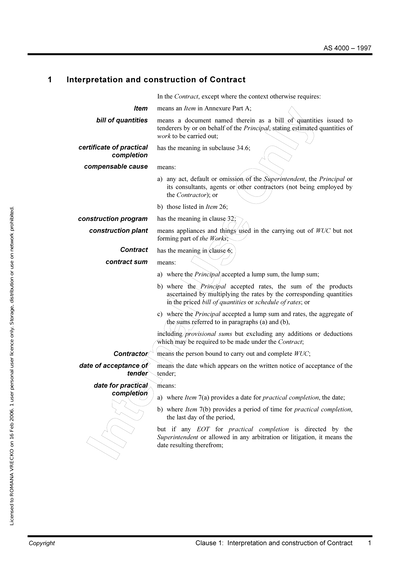 AS 4000 – 1997
1 Interpretation and construction of Contract
In the Contract, except where the context otherwise requires:
Item means an Item in Annexure Part A;
bill of quantities means a document named therein as a bill of quantities issued to
tenderers by or on behalf of the Principal, stating estimated quantities of
work to be carried out;
certificate of practical has the meaning in subclause 34.6;
completion
compensable cause means:
a) any act, default or omission of the Superintendent, the Principal or
its consultants, agents or other contractors (not being employed by
the Contractor); or
b) those listed in Item 26;
construction program has the meaning in clause 32;
construction plant means appliances and things used in the carrying out of WUC but not
forming part of the Works;
Contract has the meaning in clause 6;
contract sum means:
a) where the Principal accepted a lump sum, the lump sum;
b) where the Principal accepted rates, the sum of the products
ascertained by multiplying the rates by the corresponding quantities
in the priced bill of quantities or schedule of rates; or
c) where the Principal accepted a lump sum and rates, the aggregate of
the sums referred to in paragraphs (a) and (b),
including provisional sums but excluding any additions or deductions
which may be required to be made under the Contract;
Contractor means the person bound to carry out and complete WUC;
date of acceptance of means the date which appears on the written notice of acceptance of the
tender tender;
date for practical means:
completion
a) where Item 7(a) provides a date for practical completion, the date;
b) where Item 7(b) provides a period of time for practical completion,
the last day of the period,
but if any EOT for practical completion is directed by the
Superintendent or allowed in any arbitration or litigation, it means the
date resulting therefrom;
Licensed to ROMANA VRECKO on 16 Feb 2006. 1 user personal user licence only. Storage, distribution or use on network prohibited.
Copyright Clause 1: Interpretation and construction of Contract 1